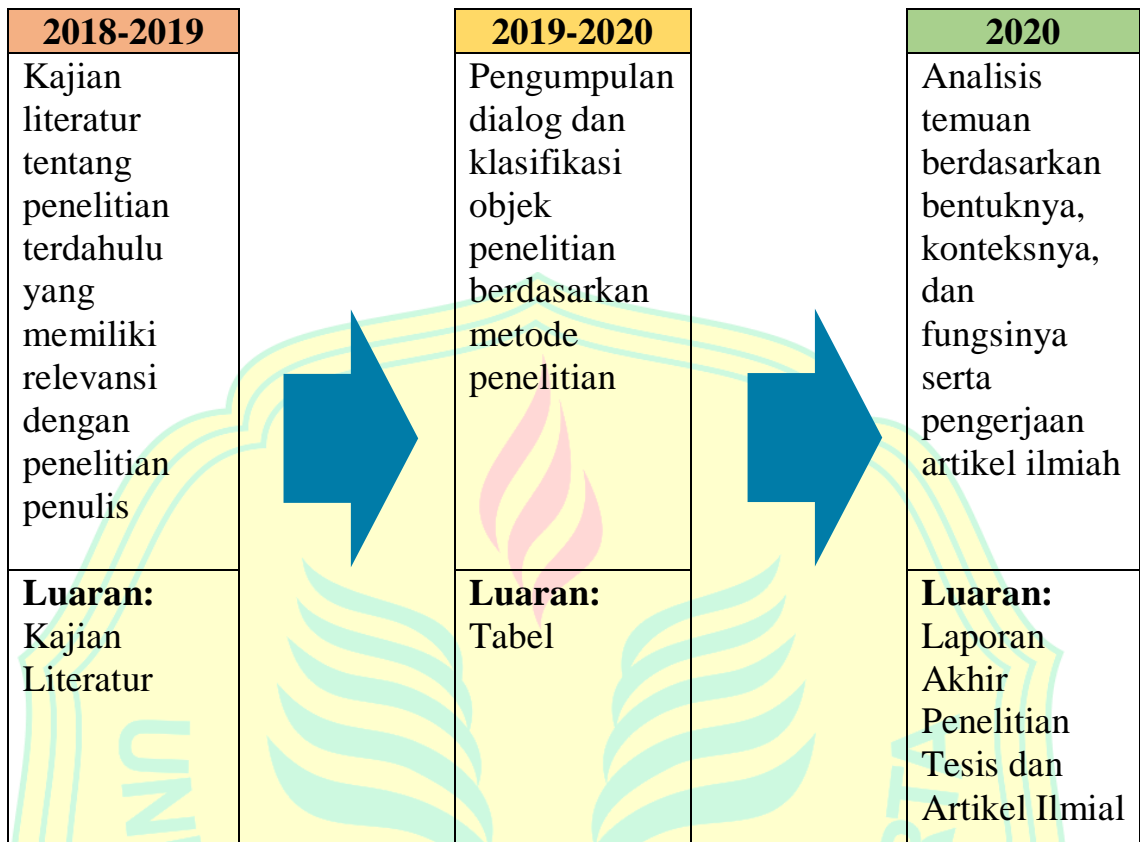 2018-2019
Kajian
literatur
tentang
penelitian
terdahulu
yang
memiliki
relevansi
dengan
penelitian
penulis
Luaran:
Kajian
Literatur
2019-2020
Pengumpulan
dialog dan
klasifikasi
objek
penelitian
berdasarkan
metode
penelitian
Luaran:
Tabel
2020
Analisis
temuan
berdasarkan
bentuknya,
konteksnya,
dan
fungsinya
serta
pengerjaan
artikel ilmiah
Luaran:
Laporan
Akhir
Penelitian
Tesis dan
Artikel Ilmial